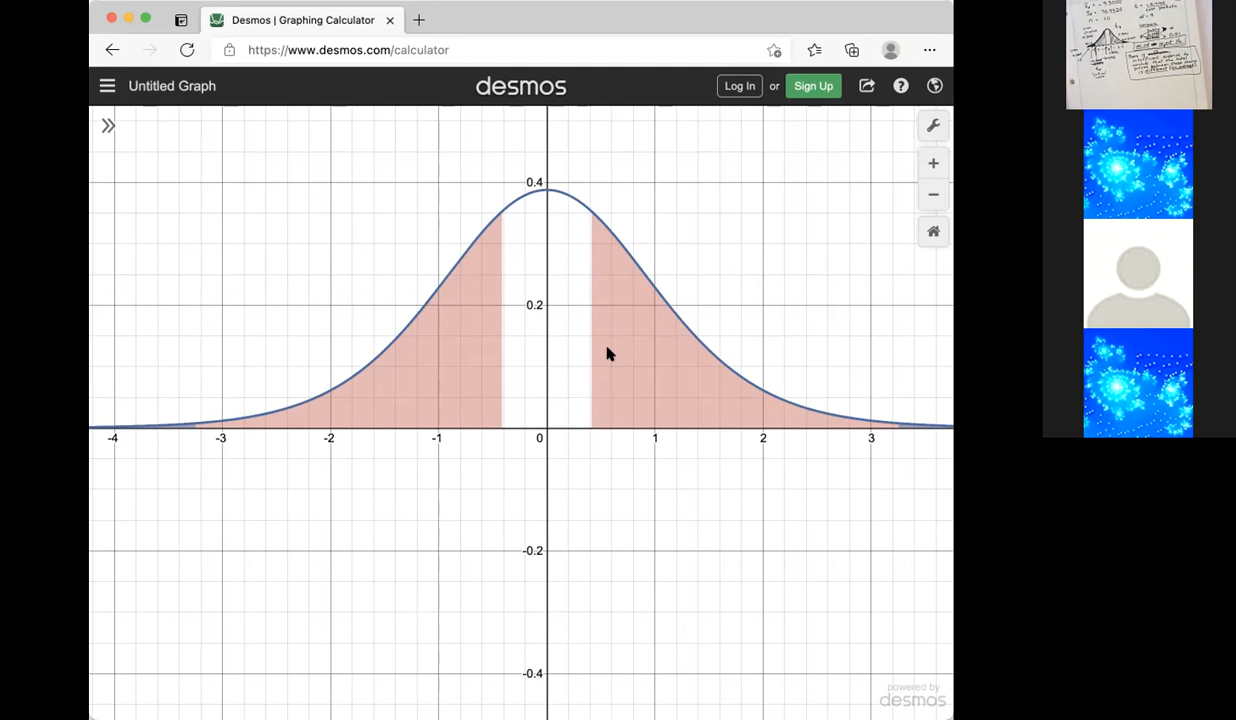 Desmos | Graphing Calculator
https://www.desmos.com/calculator
Untitled Graph
desmos
Log In or Sign Up
0.4
0.2
-4 -3 -2 -1 0 1 2 3
-0.2
-0.4
powered by
desmos